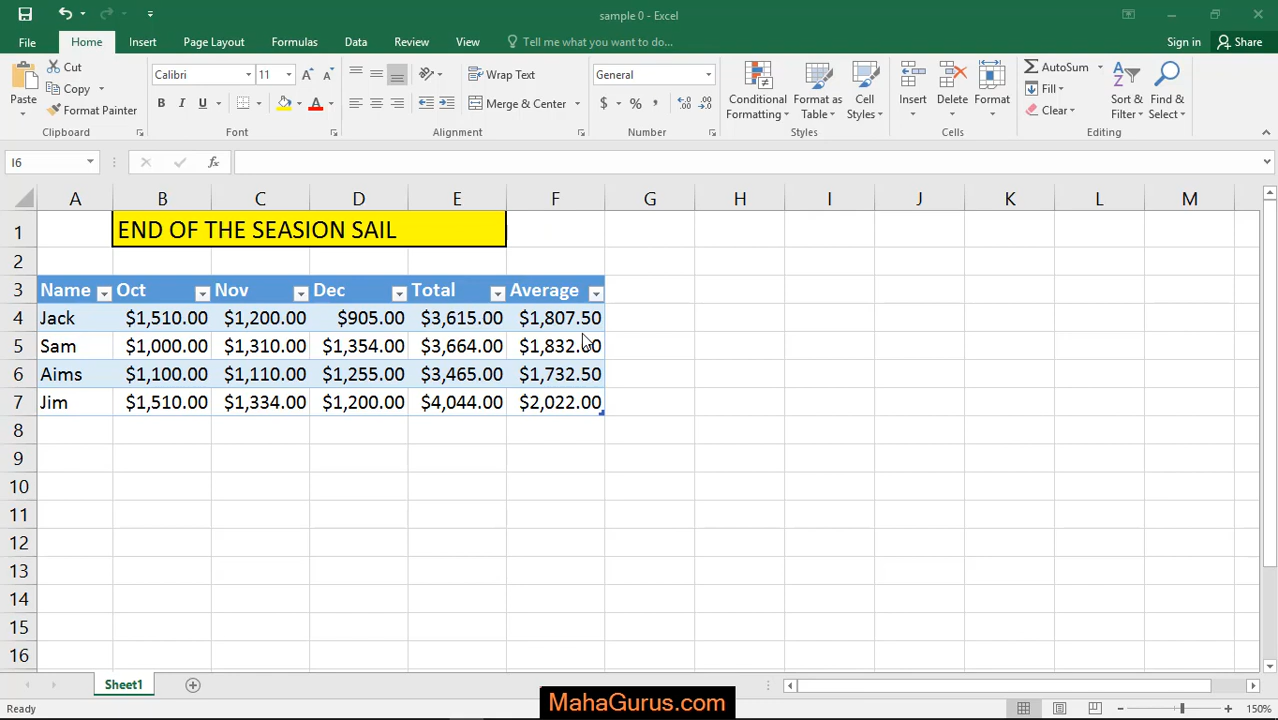 sample 0 - Excel
File Home Insert Page Layout Formulas Data Review View Tell me what you want to do... Sign in Share
Paste Cut Copy Format Painter Clipboard
Calibri 11 B I U Font
Wrap Text Merge & Center Alignment
General $ % , Number
Conditional Formatting Format as Table Cell Styles Styles
Insert Delete Format Cells
AutoSum Fill Clear Sort & Filter Find & Select Editing
I6 fx
A B C D E F G H I J K L M
1 END OF THE SEASION SAIL
2
3 Name Oct Nov Dec Total Average
4 Jack $1,510.00 $1,200.00 $905.00 $3,615.00 $1,807.50
5 Sam $1,000.00 $1,310.00 $1,354.00 $3,664.00 $1,832.00
6 Aims $1,100.00 $1,110.00 $1,255.00 $3,465.00 $1,732.50
7 Jim $1,510.00 $1,334.00 $1,200.00 $4,044.00 $2,022.00
8
9
10
11
12
13
14
15
16
Sheet1
Ready 150%
MahaGurus.com